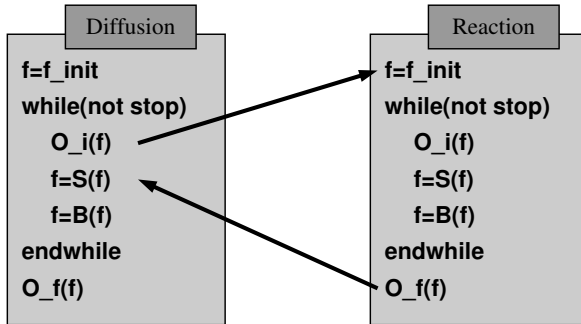 Diffusion
f=f_init
while(not stop)
O_i(f)
f=S(f)
f=B(f)
endwhile
O_f(f)
Reaction
f=f_init
while(not stop)
O_i(f)
f=S(f)
f=B(f)
endwhile
O_f(f)